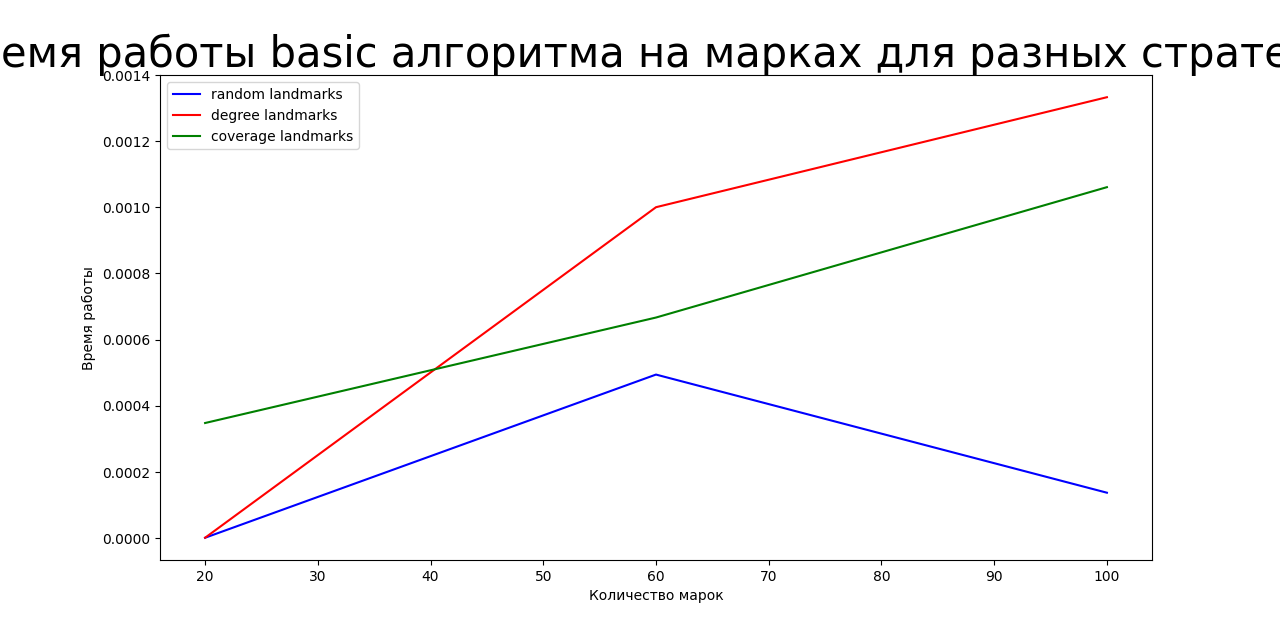 емя работы basic алгоритма на марках для разных страте
random landmarks
degree landmarks
coverage landmarks
0.0014
0.0012
0.0010
0.0008
0.0006
0.0004
0.0002
0.0000
Время работы
20 30 40 50 60 70 80 90 100
Количество марок